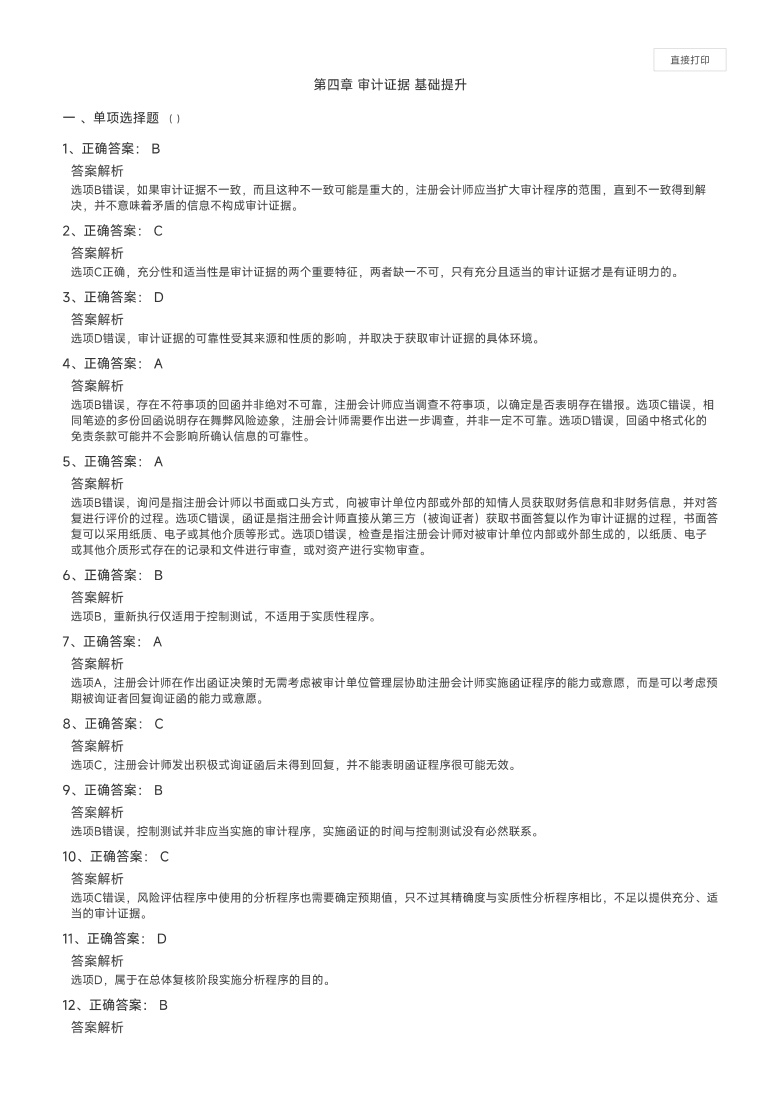 直接打印
第四章 审计证据 基础提升
一 、单项选择题 （ ）
1、正确答案： B
答案解析
选项B错误，如果审计证据不一致，而且这种不一致可能是重大的，注册会计师应当扩大审计程序的范围，直到不一致得到解
决，并不意味着矛盾的信息不构成审计证据。
2、正确答案： C
答案解析
选项C正确，充分性和适当性是审计证据的两个重要特征，两者缺一不可，只有充分且适当的审计证据才是有证明力的。
3、正确答案： D
答案解析
选项D错误，审计证据的可靠性受其来源和性质的影响，并取决于获取审计证据的具体环境。
4、正确答案： A
答案解析
选项B错误，存在不符事项的回函并非绝对不可靠，注册会计师应当调查不符事项，以确定是否表明存在错报。选项C错误，相
同笔迹的多份回函说明存在舞弊风险迹象，注册会计师需要作出进一步调查，并非一定不可靠。选项D错误，回函中格式化的
免责条款可能并不会影响所确认信息的可靠性。
5、正确答案： A
答案解析
选项B错误，询问是指注册会计师以书面或口头方式，向被审计单位内部或外部的知情人员获取财务信息和非财务信息，并对答
复进行评价的过程。选项C错误，函证是指注册会计师直接从第三方（被询证者）获取书面答复以作为审计证据的过程，书面答
复可以采用纸质、电子或其他介质等形式。选项D错误，检查是指注册会计师对被审计单位内部或外部生成的，以纸质、电子
或其他介质形式存在的记录和文件进行审查，或对资产进行实物审查。
6、正确答案： B
答案解析
选项B，重新执行仅适用于控制测试，不适用于实质性程序。
7、正确答案： A
答案解析
选项A，注册会计师在作出函证决策时无需考虑被审计单位管理层协助注册会计师实施函证程序的能力或意愿，而是可以考虑预
期被询证者回复询证函的能力或意愿。
8、正确答案： C
答案解析
选项C，注册会计师发出积极式询证函后未得到回复，并不能表明函证程序很可能无效。
9、正确答案： B
答案解析
选项B错误，控制测试并非应当实施的审计程序，实施函证的时间与控制测试没有必然联系。
10、正确答案： C
答案解析
选项C错误，风险评估程序中使用的分析程序也需要确定预期值，只不过其精确度与实质性分析程序相比，不足以提供充分、适
当的审计证据。
11、正确答案： D
答案解析
选项D，属于在总体复核阶段实施分析程序的目的。
12、正确答案： B
答案解析